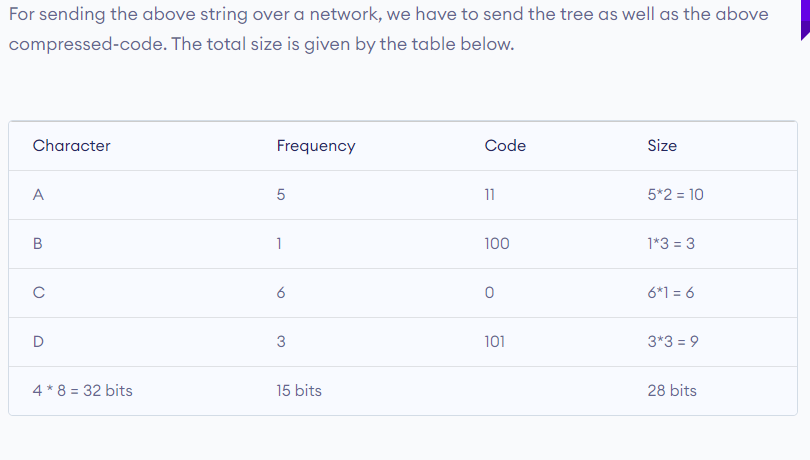 For sending the above string over a network, we have to send the tree as well as the above
compressed-code. The total size is given by the table below.
Character Frequency Code Size
A 5 11 5*2 = 10
B 1 100 1*3 = 3
C 6 0 6*1 = 6
D 3 101 3*3 = 9
4 * 8 = 32 bits 15 bits 28 bits